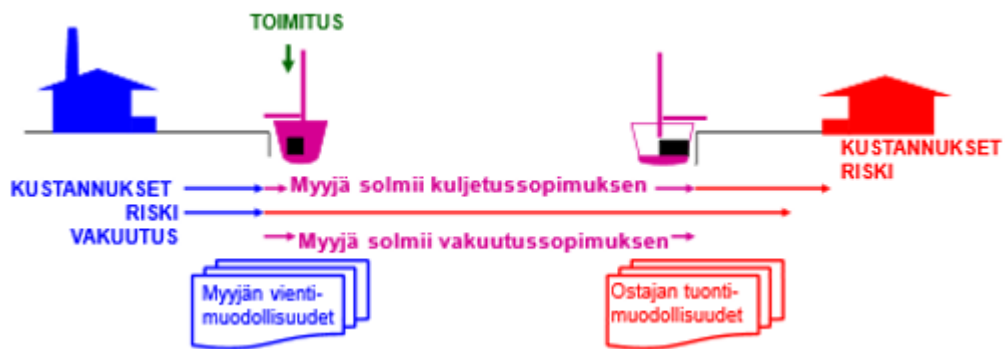 TOIMITUS
KUSTANNUKSET
RISKI
KUSTANNUKSET
Myyjä solmii kuljetussopimuksen
RISKI
VAKUUTUS
Myyjä solmii vakuutussopimuksen
Myyjän vienti-
muodollisuudet
Ostajan tuonti-
muodollisuudet